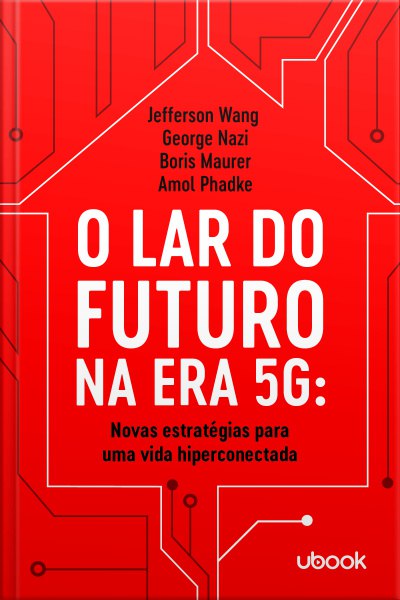 Jefferson Wang
George Nazi
Boris Maurer
Amol Phadke
O LAR DO
FUTURO
NA ERA 5G:
Novas estratégias para
uma vida hiperconectada
ubook